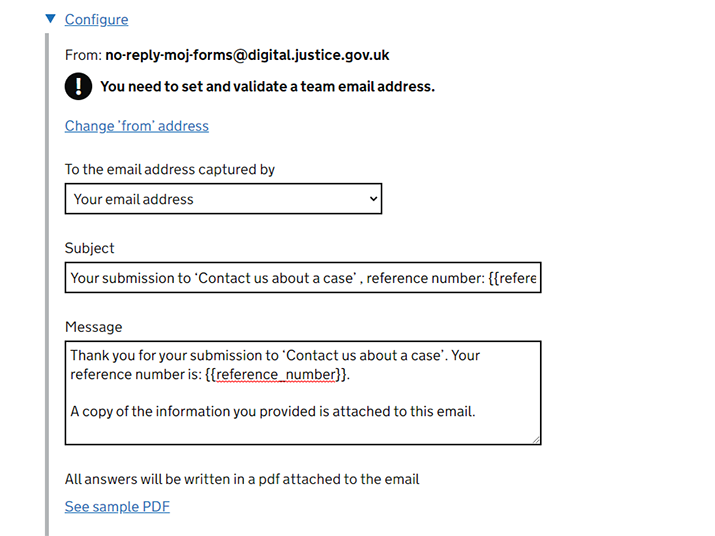 Configure
From: no-reply-moj-forms@digital.justice.gov.uk
! You need to set and validate a team email address.
Change 'from' address
To the email address captured by
Your email address
Subject
Your submission to ‘Contact us about a case’ , reference number: {{refere
Message
Thank you for your submission to ‘Contact us about a case’. Your
reference number is: {{reference_number}}.
A copy of the information you provided is attached to this email.
All answers will be written in a pdf attached to the email
See sample PDF